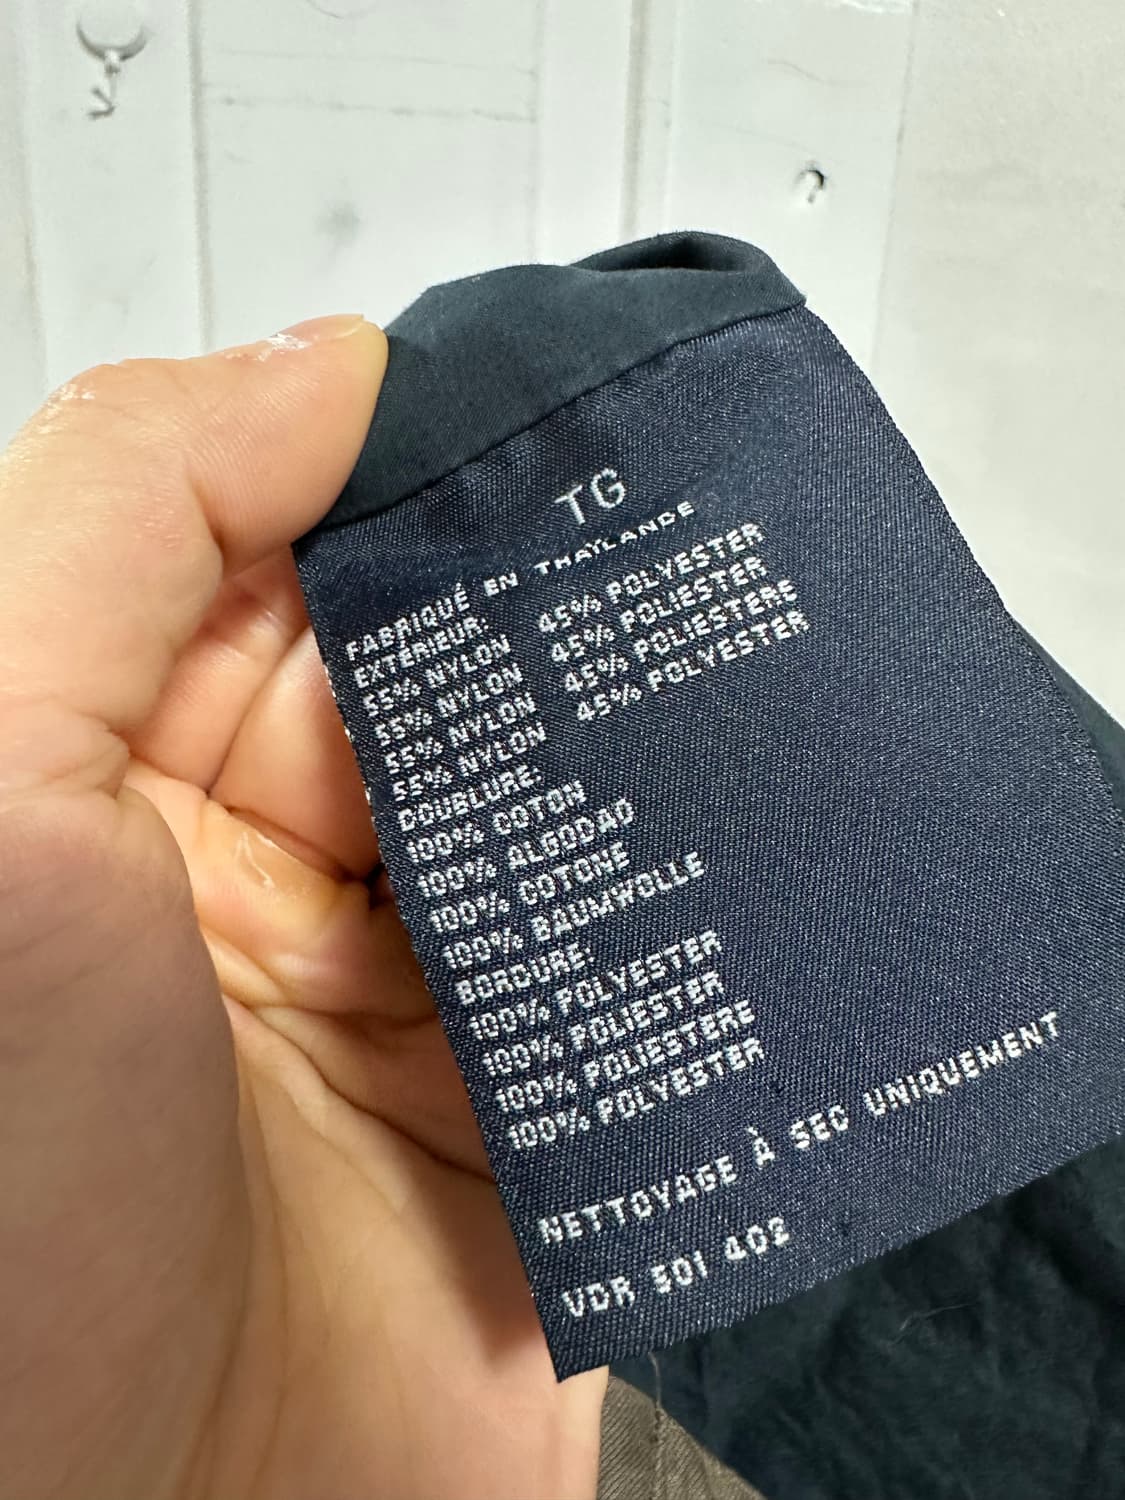 TG
FABRIQUÉ EN THAÏLANDE
EXTÉRIEUR:
55% NYLON 45% POLYESTER
55% NYLON 45% POLIESTER
55% NYLON 45% POLIESTERE
55% NYLON 45% POLYESTER
DOUBLURE:
100% COTON
100% ALGODAO
100% COTONE
100% BAUMWOLLE
BORDURE
100% POLYESTER
100% POLIESTER
100% POLIESTERE
100% POLYESTER
NETTOYAGE À SEC UNIQUEMENT
VDR 501 402